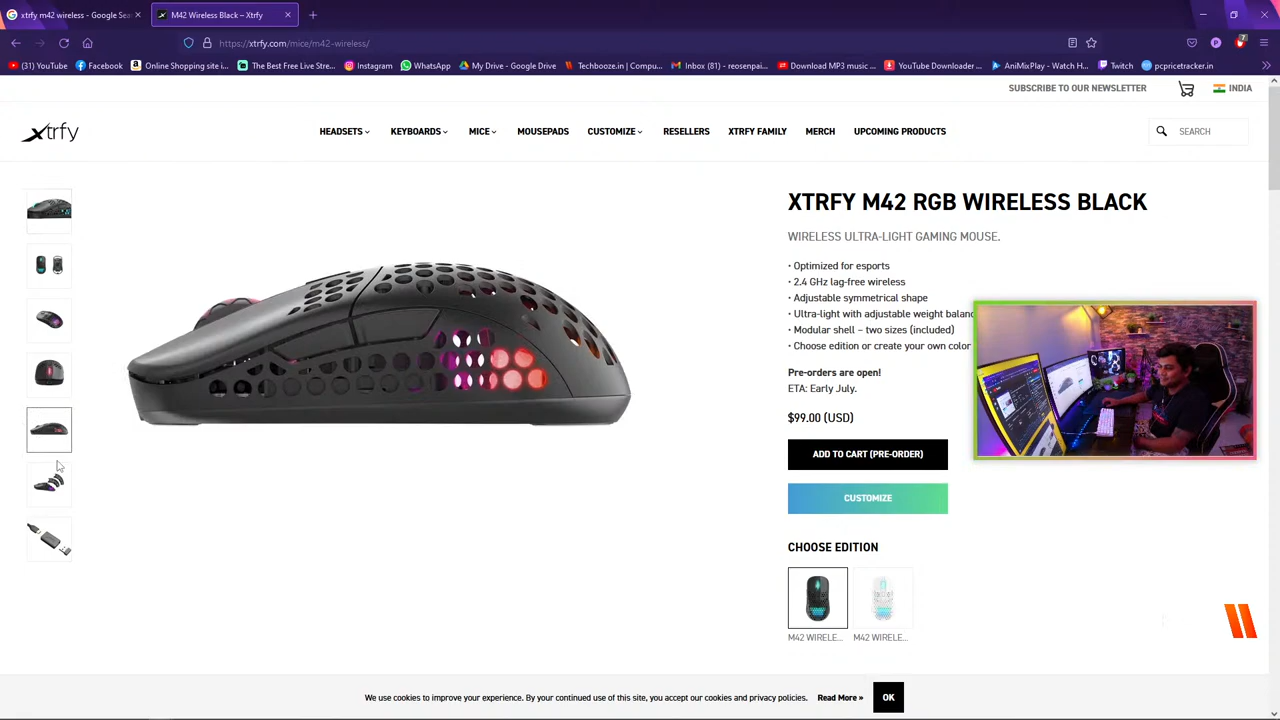 xtrfy m42 wireless - Google Sea
M42 Wireless Black – Xtrfy
https://xtrfy.com/mice/m42-wireless/
(31) YouTube
Facebook
Online Shopping site i...
The Best Free Live Stre...
Instagram
WhatsApp
My Drive - Google Drive
Techbooze.in | Compu...
Inbox (81) - reosenpai...
Download MP3 music ...
YouTube Downloader ...
AniMixPlay - Watch H...
Twitch
pcpricetracker.in
SUBSCRIBE TO OUR NEWSLETTER
INDIA
xtrfy
HEADSETS
KEYBOARDS
MICE
MOUSEPADS
CUSTOMIZE
RESELLERS
XTRFY FAMILY
MERCH
UPCOMING PRODUCTS
SEARCH
XTRFY M42 RGB WIRELESS BLACK
WIRELESS ULTRA-LIGHT GAMING MOUSE.
• Optimized for esports
• 2.4 GHz lag-free wireless
• Adjustable symmetrical shape
• Ultra-light with adjustable weight balanc
• Modular shell – two sizes (included)
• Choose edition or create your own color
Pre-orders are open!
ETA: Early July.
$99.00 (USD)
ADD TO CART (PRE-ORDER)
CUSTOMIZE
CHOOSE EDITION
M42 WIRELE...
M42 WIRELE...
We use cookies to improve your experience. By your continued use of this site, you accept our cookies and privacy policies.
Read More »
OK